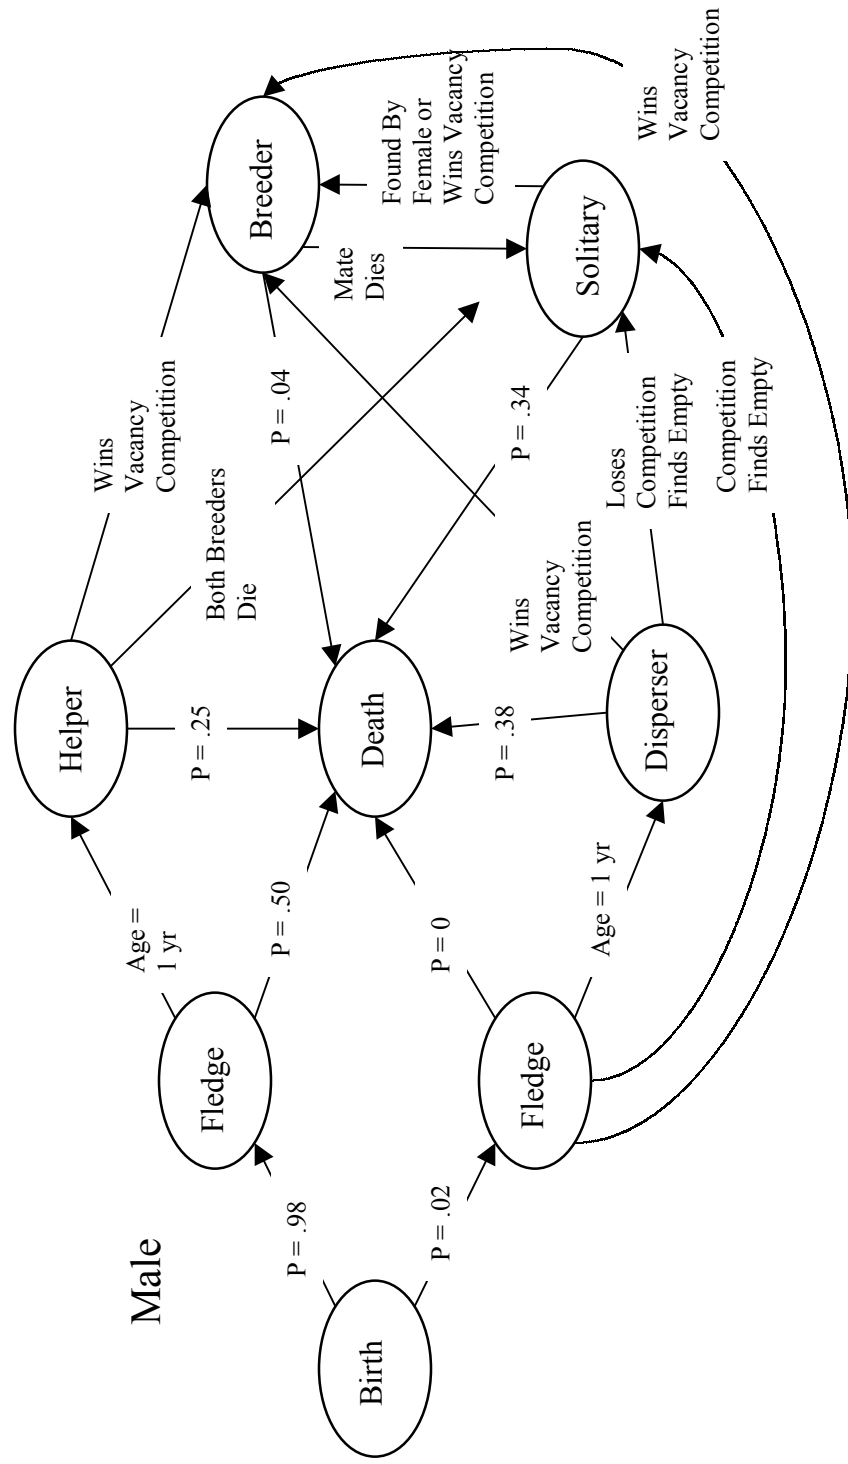 Male
Birth
P = .98
P = .02
Fledge
Fledge
Age =
1 yr
P = .50
P = 0
Age = 1 yr
Helper
P = .25
Death
P = .38
Disperser
Wins
Vacancy
Competition
Both Breeders
Die
P = .04
P = .34
Wins
Vacancy
Competition
Loses
Competition
Finds Empty
Competition
Finds Empty
Breeder
Mate
Dies
Found By
Female or
Wins Vacancy
Competition
Solitary
Wins
Vacancy
Competition